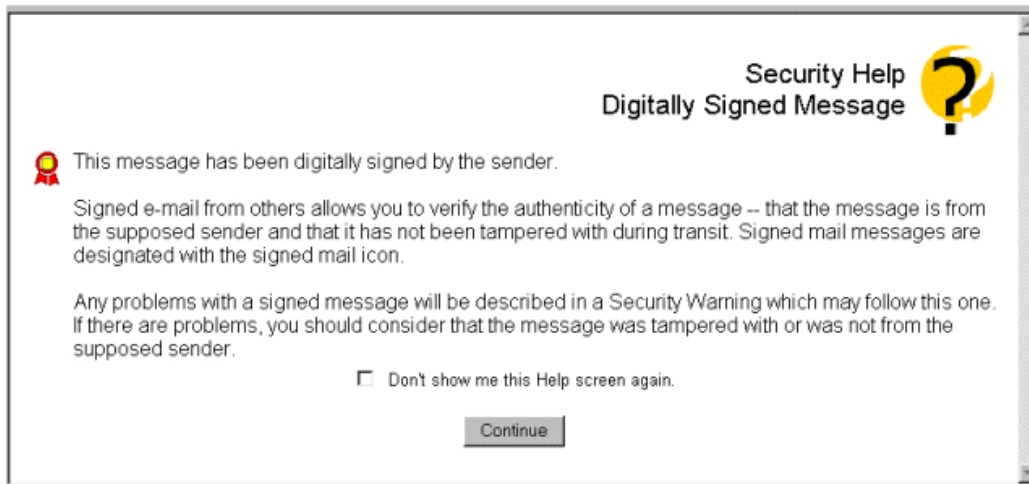 Security Help
Digitally Signed Message
This message has been digitally signed by the sender.
Signed e-mail from others allows you to verify the authenticity of a message -- that the message is from
the supposed sender and that it has not been tampered with during transit. Signed mail messages are
designated with the signed mail icon.
Any problems with a signed message will be described in a Security Warning which may follow this one.
If there are problems, you should consider that the message was tampered with or was not from the
supposed sender.
Don't show me this Help screen again.
Continue